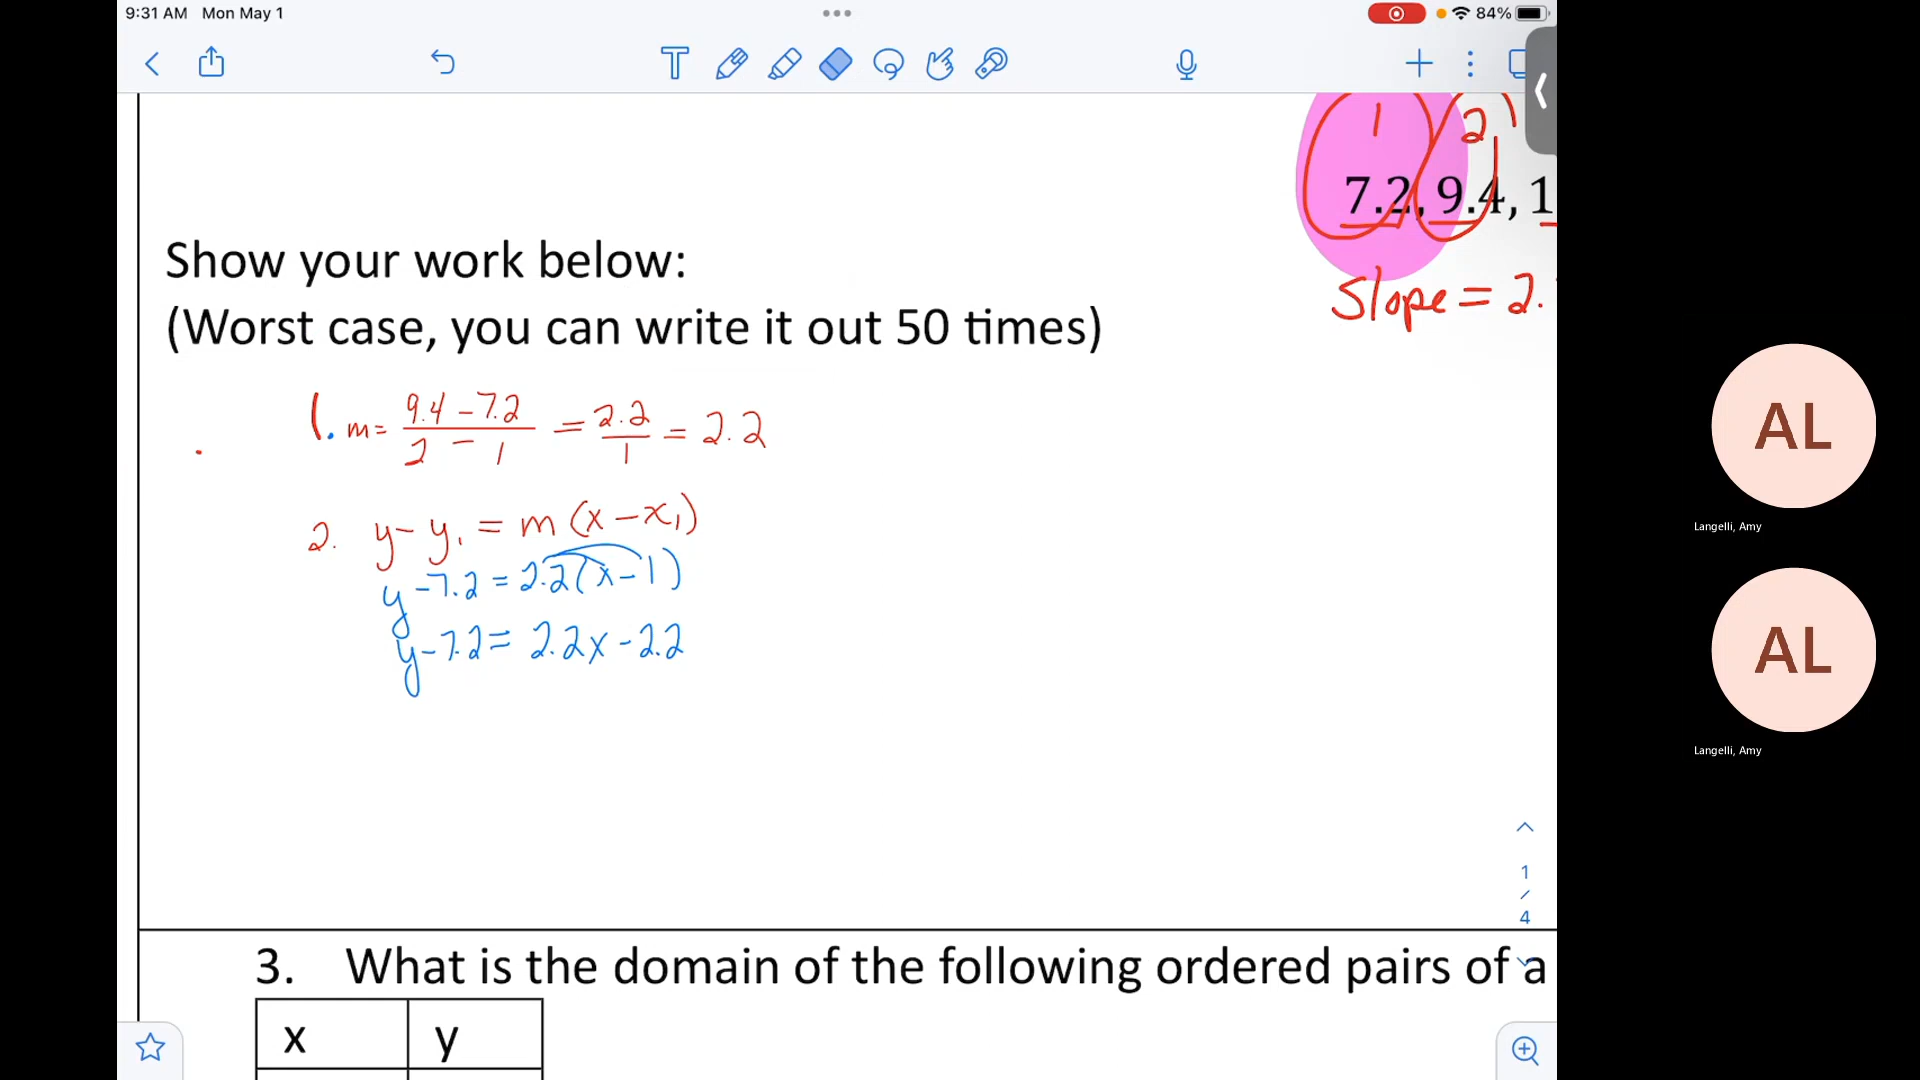 9:31 AM Mon May 1
84%
1 2,
7.2, 9.4, 1
Slope = 2.
Show your work below:
(Worst case, you can write it out 50 times)
1. m = 9.4 - 7.2 / 2 - 1 = 2.2 / 1 = 2.2
2. y - y₁ = m (x - x₁)
y - 7.2 = 2.2(x - 1)
y - 7.2 = 2.2x - 2.2
1
/
4
3. What is the domain of the following ordered pairs of a
x y
AL
Langelli, Amy
AL
Langelli, Amy